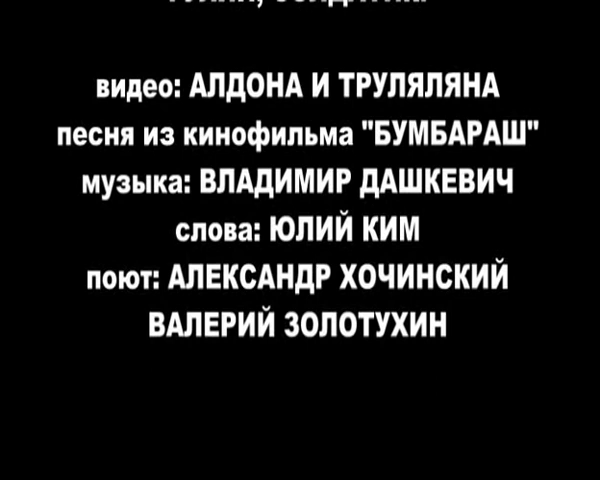 видео: АЛДОНА И ТРУЛЯЛЯНА
песня из кинофильма "БУМБАРАШ"
музыка: ВЛАДИМИР ДАШКЕВИЧ
слова: ЮЛИЙ КИМ
поют: АЛЕКСАНДР ХОЧИНСКИЙ
ВАЛЕРИЙ ЗОЛОТУХИН